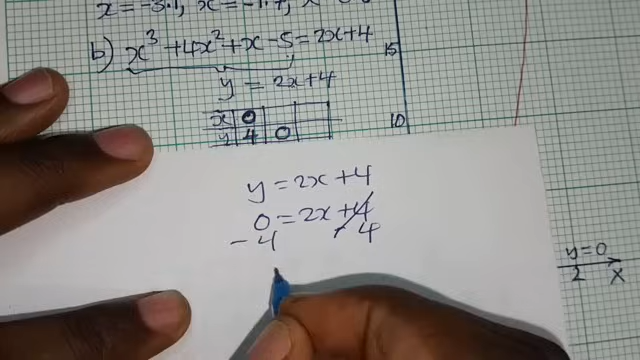 x = -3.1, x = -1.7, x
b) x³ + 4x² + x - 5 = 2x + 4
y = 2x + 4
x 0
y 4 0
15
10
y = 2x + 4
0 = 2x + 4
- 4 - 4
y = 0
2 x